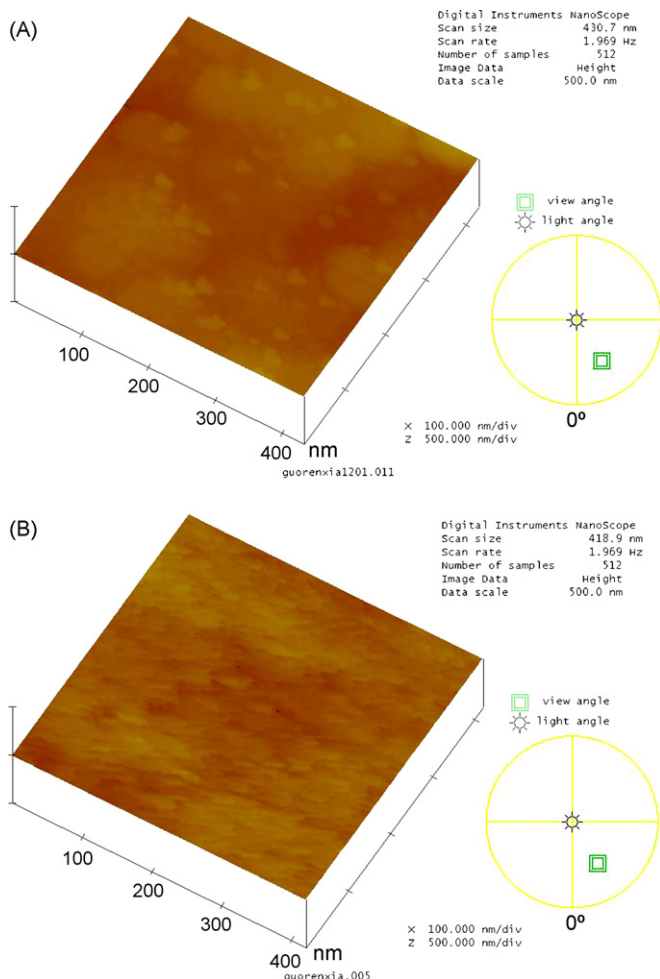 (A)
Digital Instruments NanoScope
Scan size 430.7 nm
Scan rate 1.969 Hz
Number of samples 512
Image Data Height
Data scale 500.0 nm
view angle
light angle
100
200
300
400 nm
0º
X 100.000 nm/div
Z 500.000 nm/div
guorenxia1201.011
(B)
Digital Instruments NanoScope
Scan size 418.9 nm
Scan rate 1.969 Hz
Number of samples 512
Image Data Height
Data scale 500.0 nm
view angle
light angle
100
200
300
400 nm
0º
X 100.000 nm/div
Z 500.000 nm/div
guorenxia.005